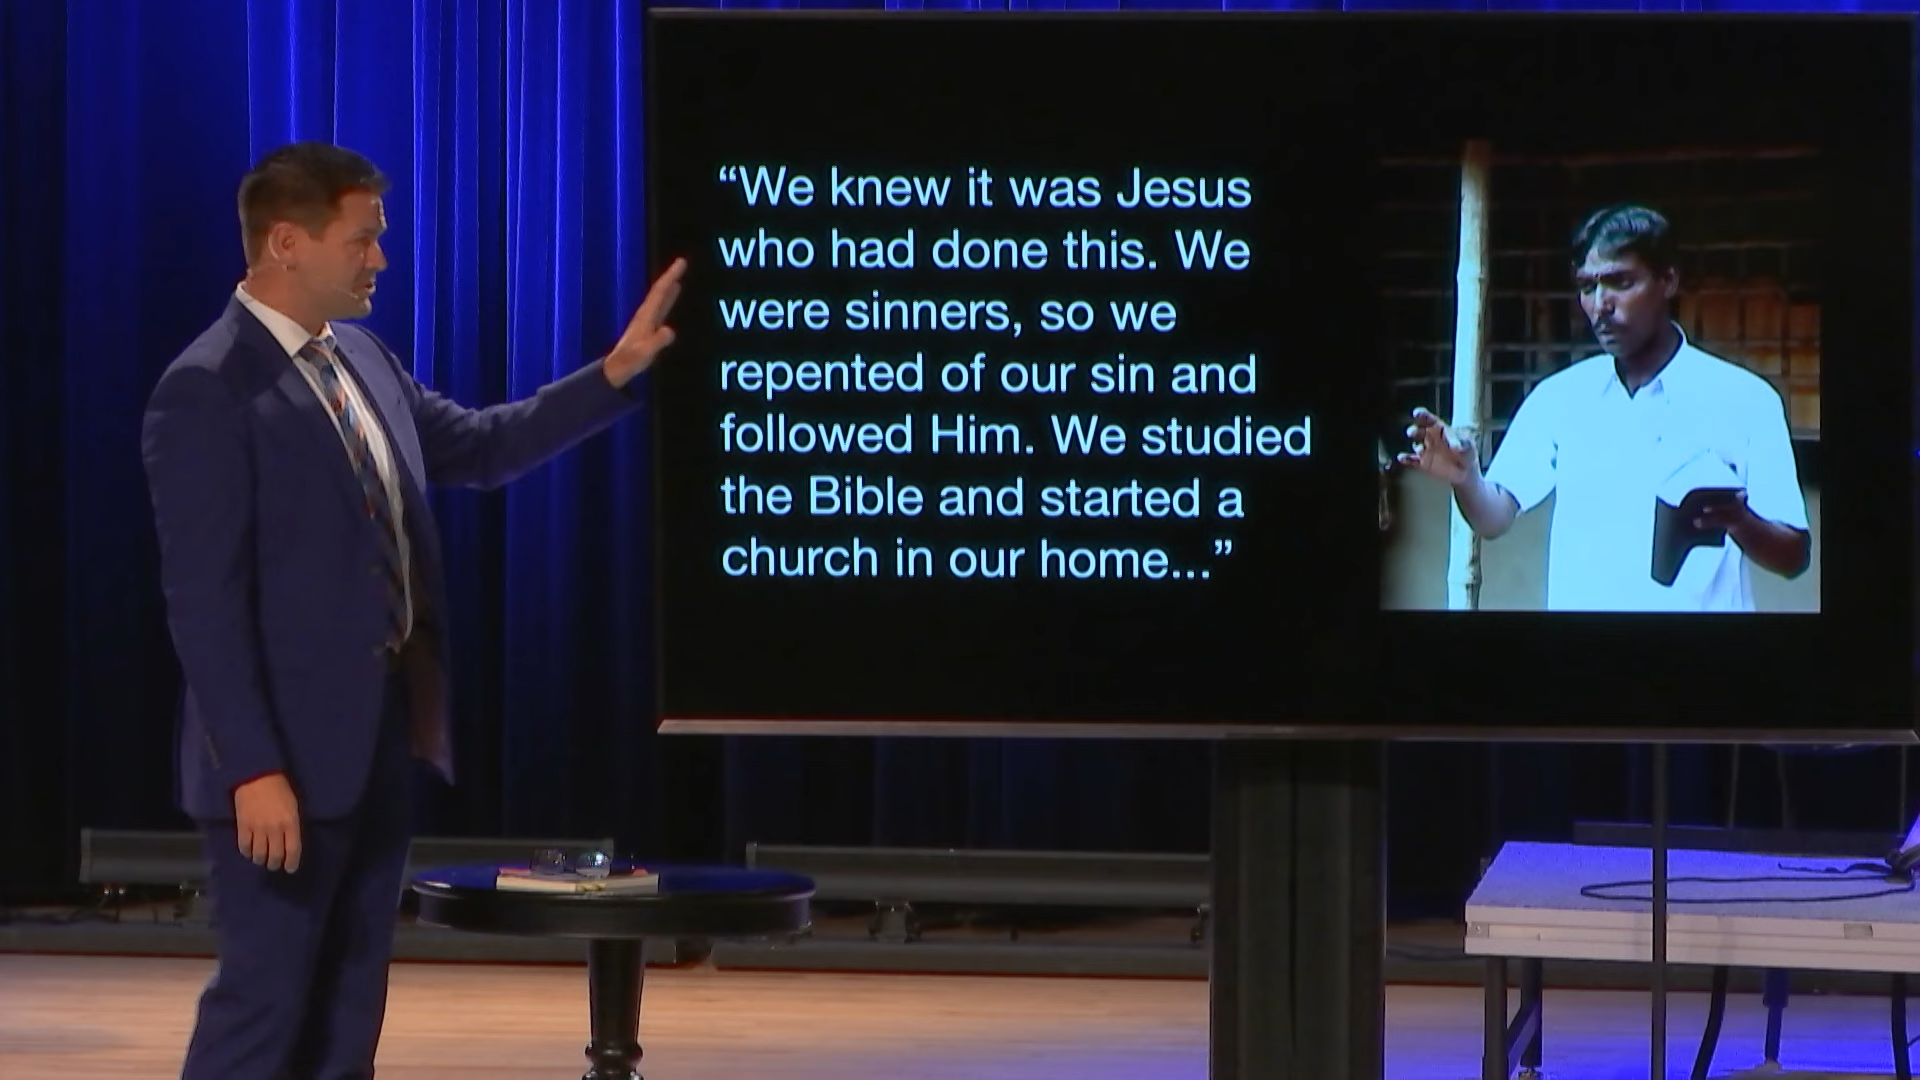 “We knew it was Jesus
who had done this. We
were sinners, so we
repented of our sin and
followed Him. We studied
the Bible and started a
church in our home...”